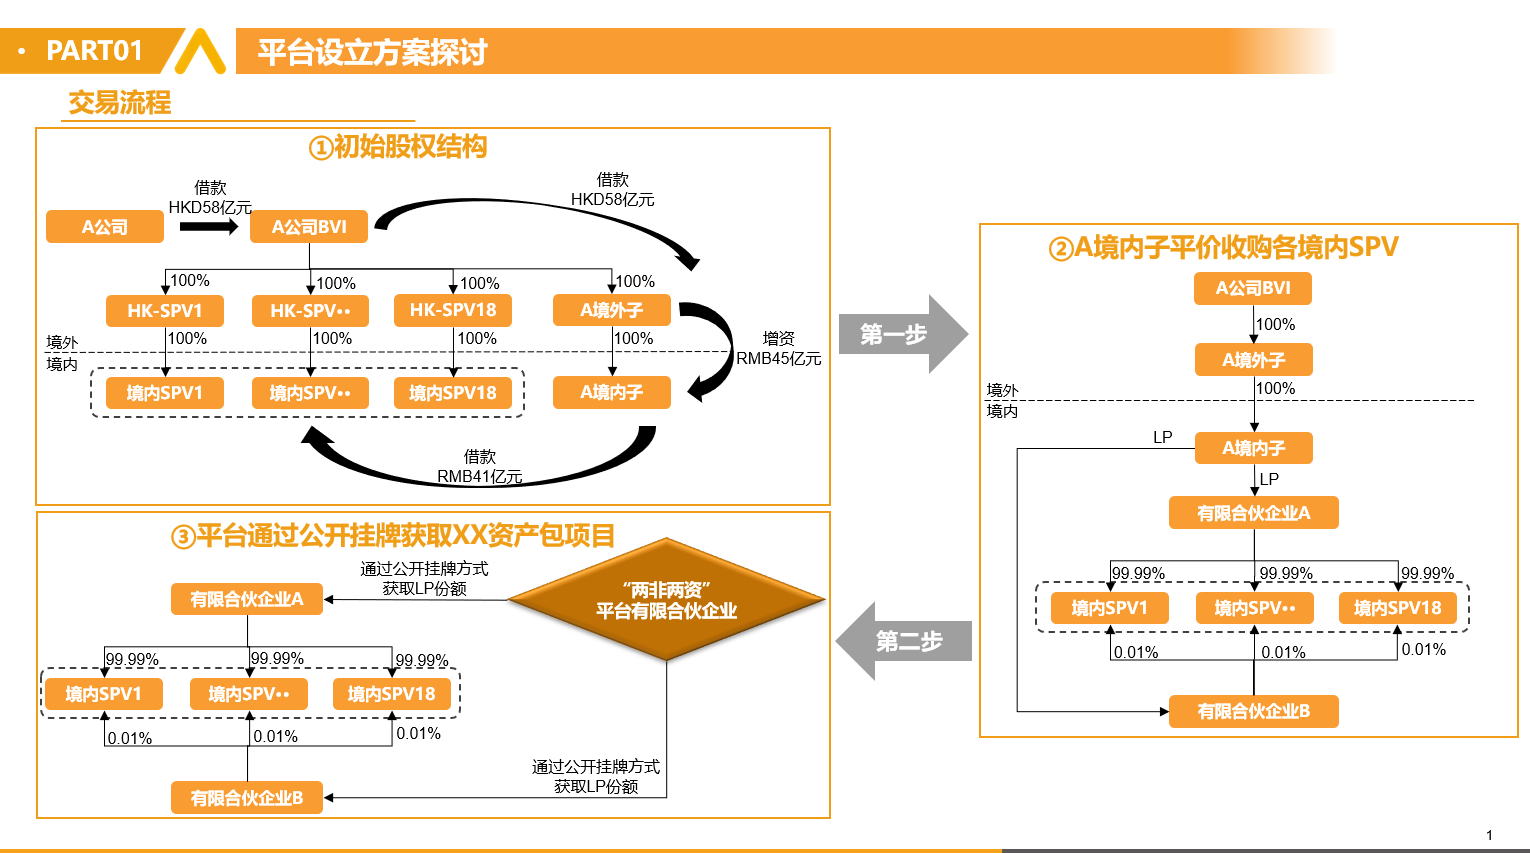 • PART01
平台设立方案探讨
交易流程
①初始股权结构
借款
HKD58亿元
借款
HKD58亿元
A公司
A公司BVI
100%
100%
100%
100%
HK-SPV1
HK-SPV••
HK-SPV18
A境外子
100%
100%
100%
100%
增资
RMB45亿元
境外
境内
境内SPV1
境内SPV••
境内SPV18
A境内子
借款
RMB41亿元
第一步
②A境内子平价收购各境内SPV
A公司BVI
100%
A境外子
100%
境外
境内
LP
A境内子
LP
有限合伙企业A
99.99%
99.99%
99.99%
境内SPV1
境内SPV••
境内SPV18
0.01%
0.01%
0.01%
有限合伙企业B
第二步
③平台通过公开挂牌获取XX资产包项目
通过公开挂牌方式
获取LP份额
“两非两资”
平台有限合伙企业
有限合伙企业A
99.99%
99.99%
99.99%
境内SPV1
境内SPV••
境内SPV18
0.01%
0.01%
0.01%
通过公开挂牌方式
获取LP份额
有限合伙企业B
1